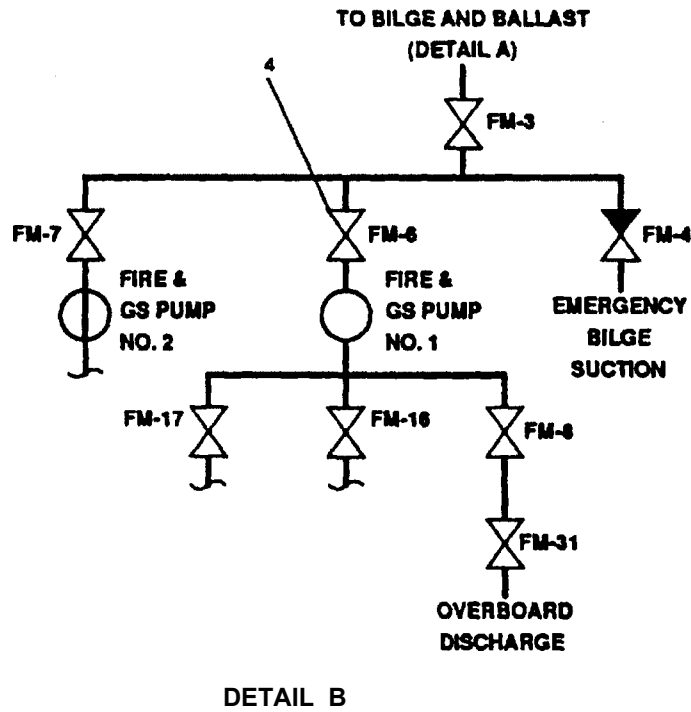 TO BILGE AND BALLAST
(DETAIL A)
4
FM-3
FM-7
FM-6
FM-4
FIRE &
GS PUMP
NO. 2
FIRE &
GS PUMP
NO. 1
EMERGENCY
BILGE
SUCTION
FM-17
FM-16
FM-8
FM-31
OVERBOARD
DISCHARGE
DETAIL B